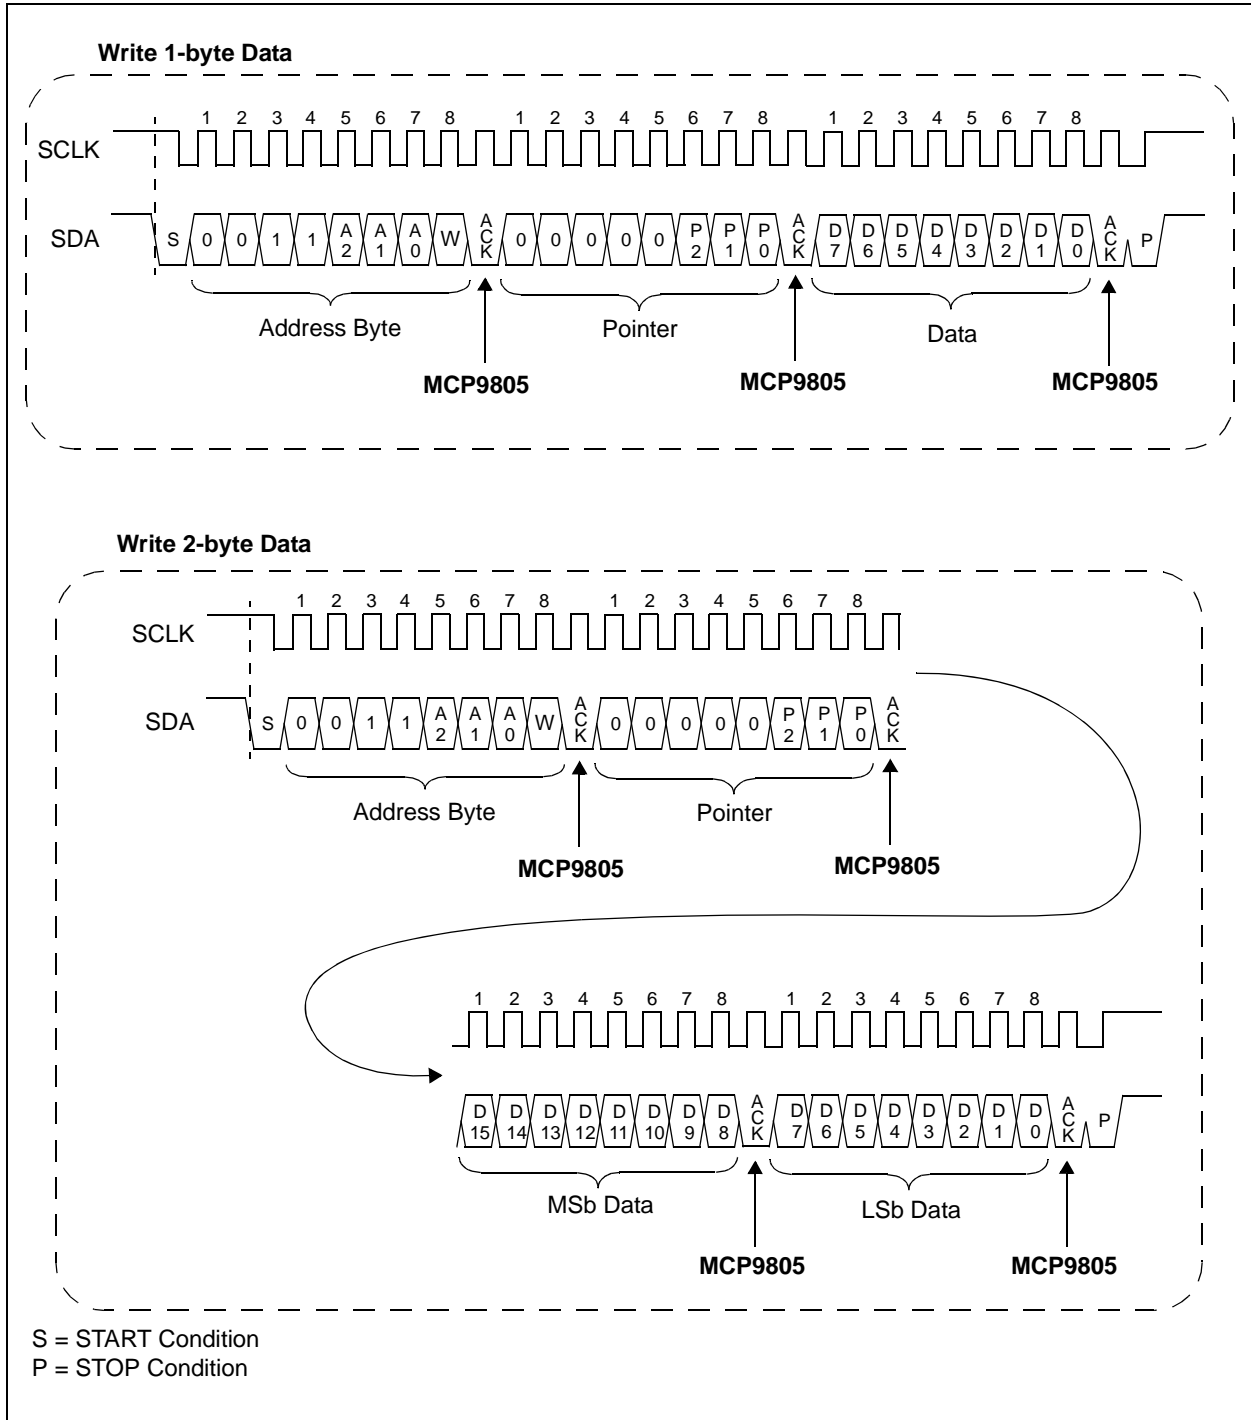 Write 1-byte Data
1 2 3 4 5 6 7 8 1 2 3 4 5 6 7 8 1 2 3 4 5 6 7 8
SCLK
SDA S 0 0 1 1 A2 A1 A0 W ACK 0 0 0 0 0 P2 P1 P0 ACK D7 D6 D5 D4 D3 D2 D1 D0 ACK P
Address Byte Pointer Data
MCP9805 MCP9805 MCP9805
Write 2-byte Data
1 2 3 4 5 6 7 8 1 2 3 4 5 6 7 8
SCLK
SDA S 0 0 1 1 A2 A1 A0 W ACK 0 0 0 0 0 P2 P1 P0 ACK
Address Byte Pointer
MCP9805 MCP9805
1 2 3 4 5 6 7 8 1 2 3 4 5 6 7 8
D15 D14 D13 D12 D11 D10 D9 D8 ACK D7 D6 D5 D4 D3 D2 D1 D0 ACK P
MSb Data LSb Data
MCP9805 MCP9805
S = START Condition
P = STOP Condition